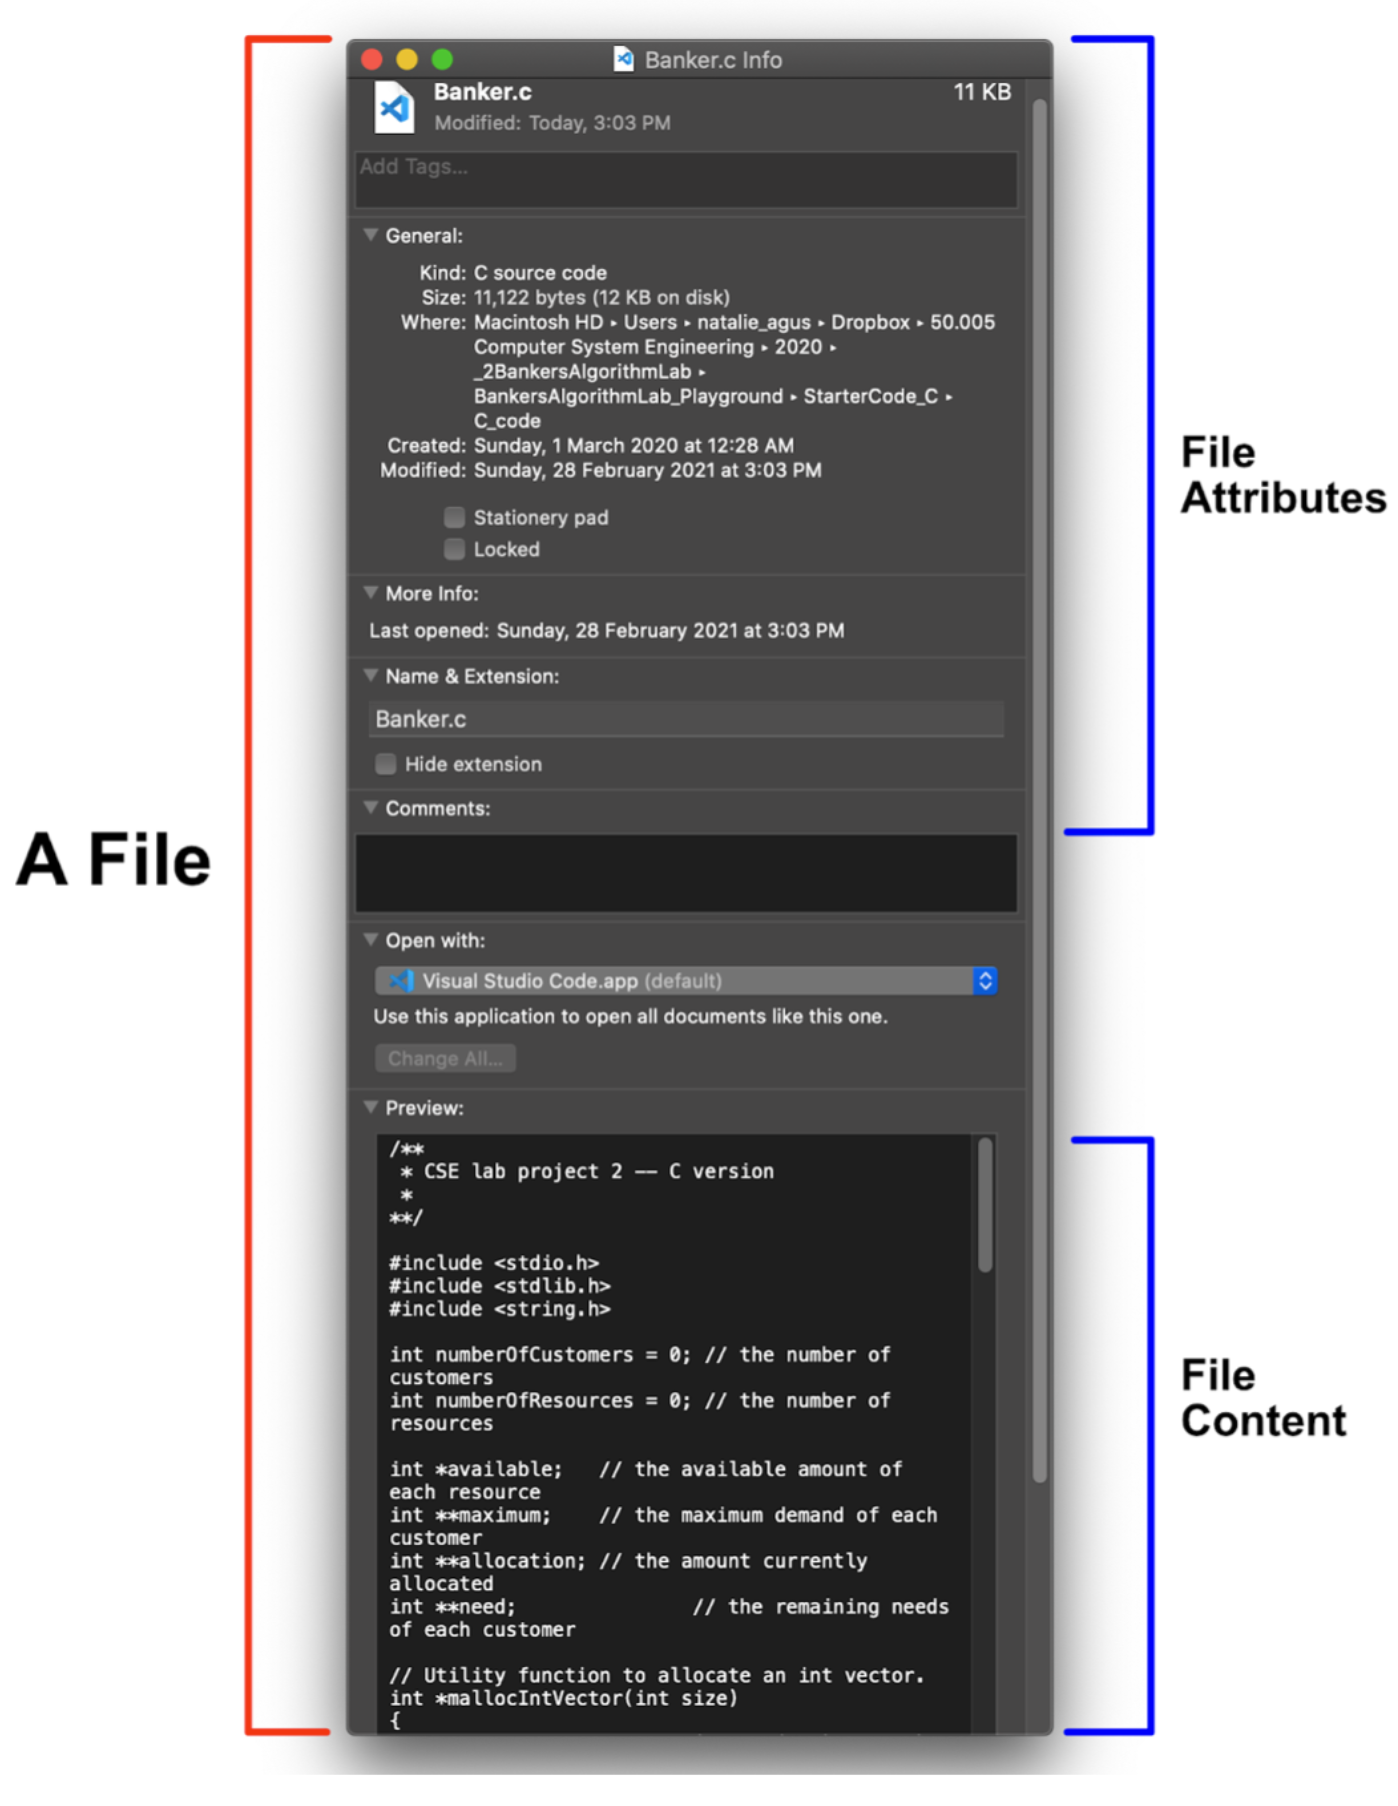 Banker.c Info
Banker.c
11 KB
Modified: Today, 3:03 PM
Add Tags...
General:
Kind: C source code
Size: 11,122 bytes (12 KB on disk)
Where: Macintosh HD ▸ Users ▸ natalie_agus ▸ Dropbox ▸ 50.005
Computer System Engineering ▸ 2020 ▸
_2BankersAlgorithmLab ▸
BankersAlgorithmLab_Playground ▸ StarterCode_C ▸
C_code
Created: Sunday, 1 March 2020 at 12:28 AM
Modified: Sunday, 28 February 2021 at 3:03 PM
Stationery pad
Locked
More Info:
Last opened: Sunday, 28 February 2021 at 3:03 PM
Name & Extension:
Banker.c
Hide extension
Comments:
Open with:
Visual Studio Code.app (default)
Use this application to open all documents like this one.
Change All...
Preview:
/**
 * CSE lab project 2 –– C version
 *
**/
#include <stdio.h>
#include <stdlib.h>
#include <string.h>
int numberOfCustomers = 0; // the number of
customers
int numberOfResources = 0; // the number of
resources
int *available;   // the available amount of
each resource
int **maximum;    // the maximum demand of each
customer
int **allocation; // the amount currently
allocated
int **need;               // the remaining needs
of each customer
// Utility function to allocate an int vector.
int *mallocIntVector(int size)
{
A File
File
Attributes
File
Content